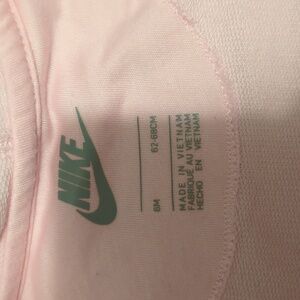 NIKE
6M
62-68CM
MADE IN VIETNAM
FABRIQUÉ AU VIETNAM
HECHO EN VIETNAM